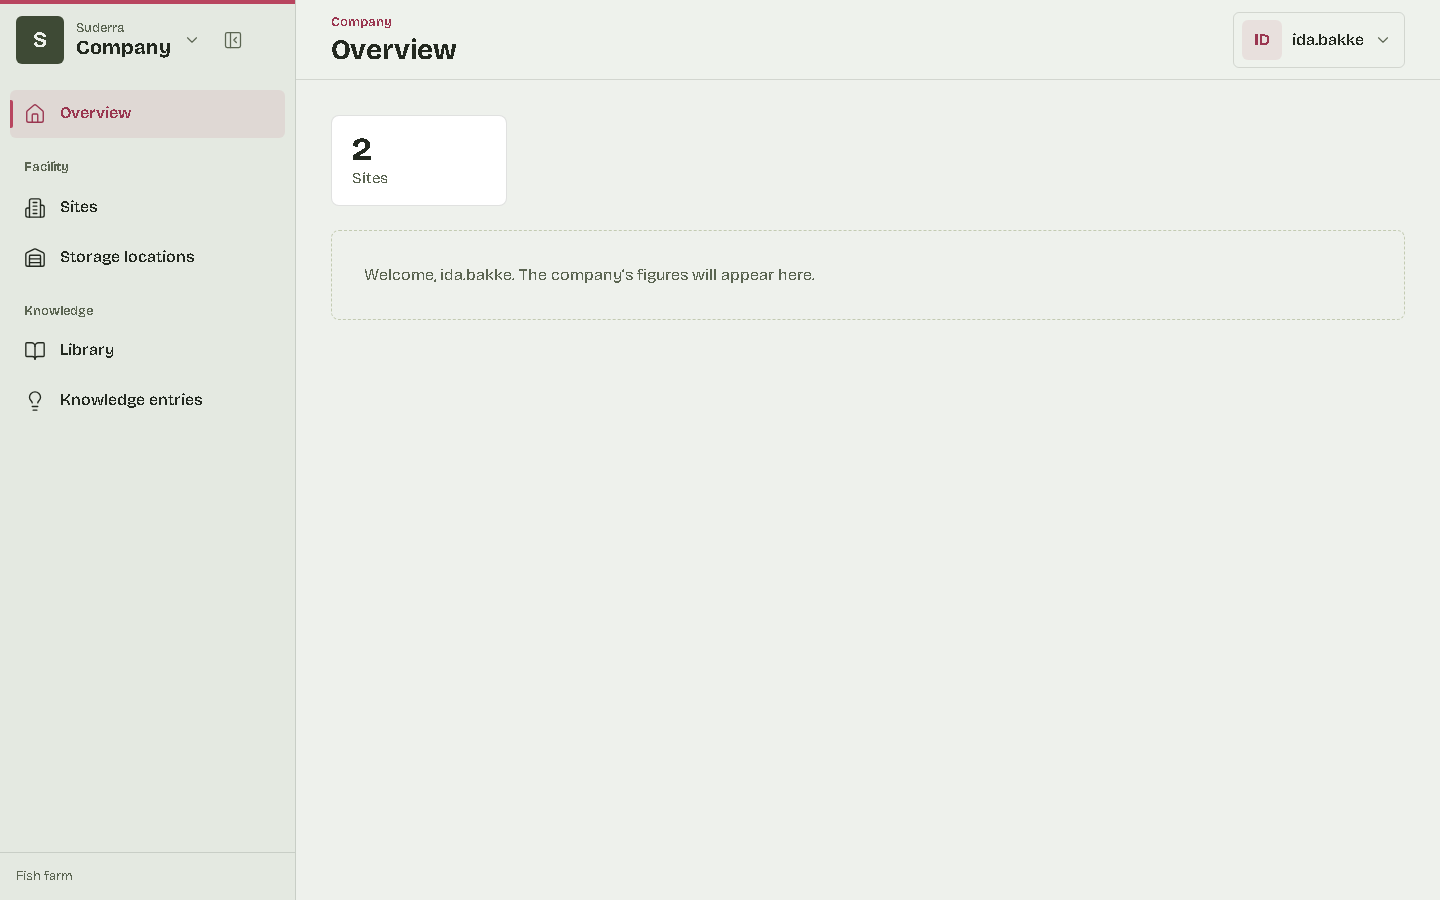 S
Suderra
Company
Overview
Facility
Sites
Storage locations
Knowledge
Library
Knowledge entries
Fish farm
Company
Overview
ID
ida.bakke
2
Sites
Welcome, ida.bakke. The company's figures will appear here.